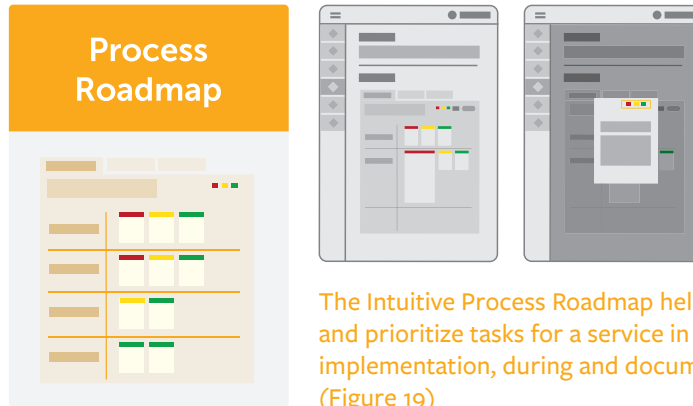 Process
Roadmap
The Intuitive Process Roadmap hel
and prioritize tasks for a service in
implementation, during and docum
(Figure 19)